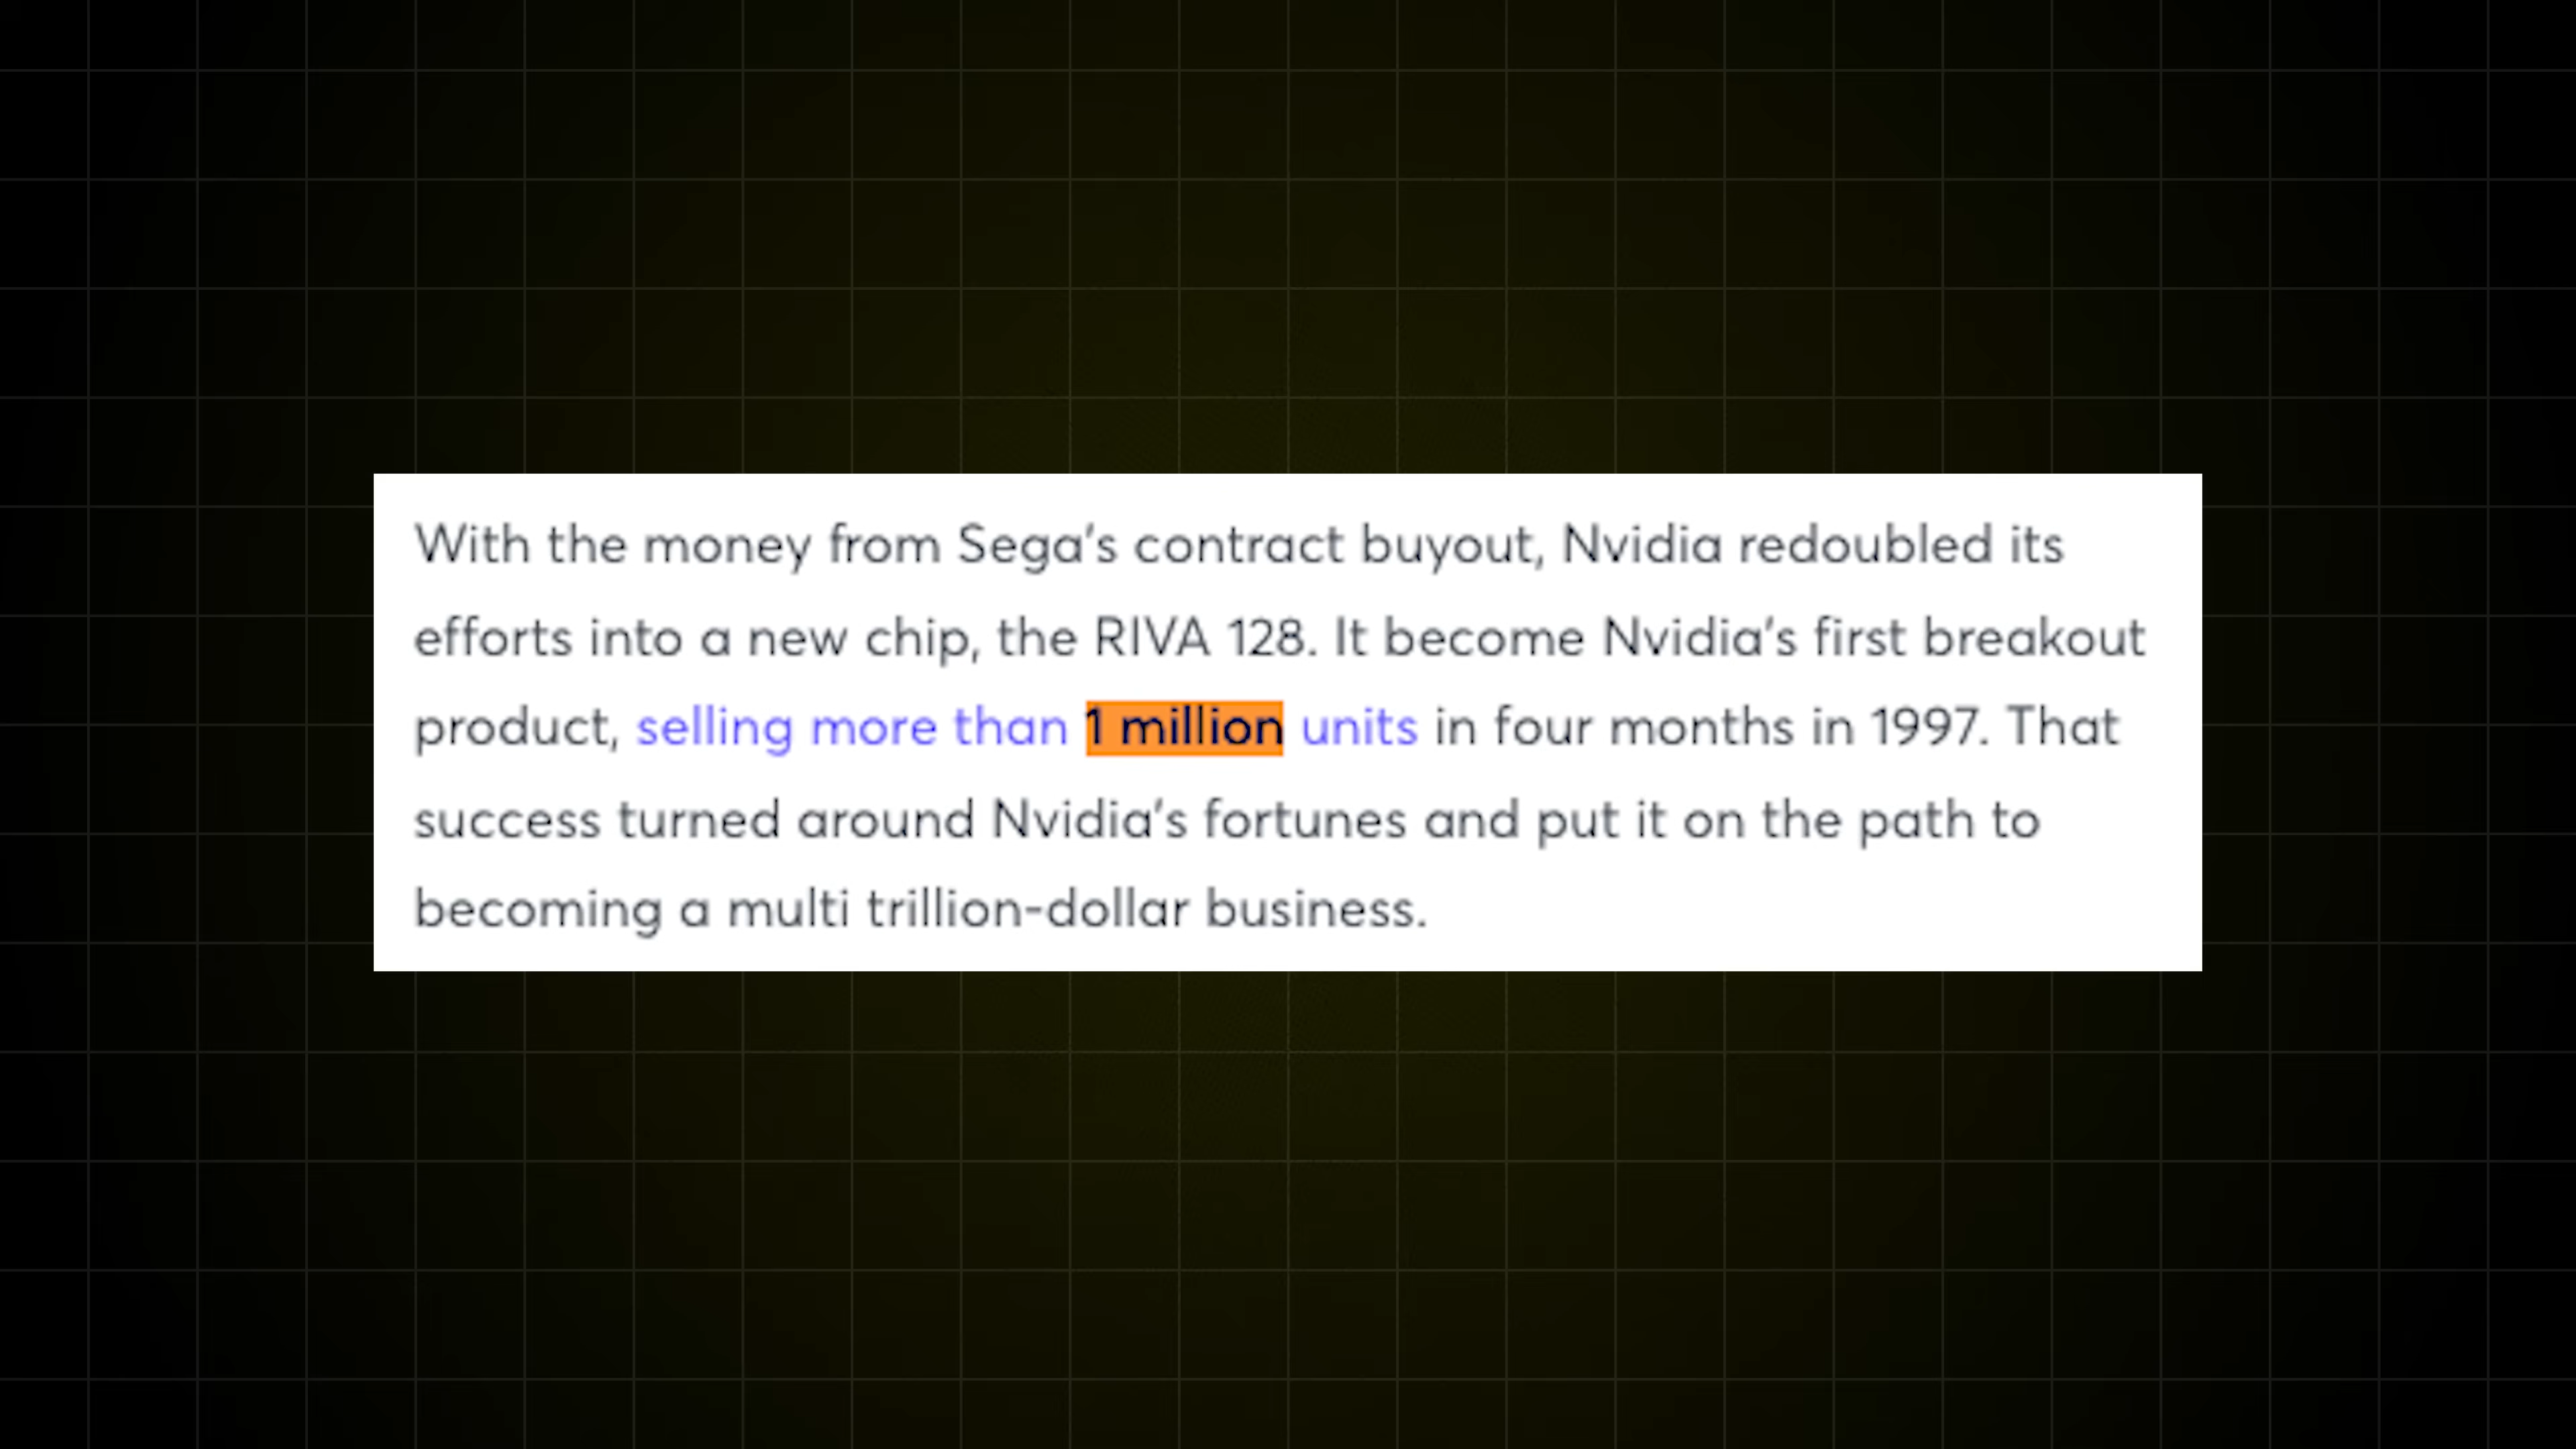 With the money from Sega's contract buyout, Nvidia redoubled its
efforts into a new chip, the RIVA 128. It become Nvidia's first breakout
product, selling more than 1 million units in four months in 1997. That
success turned around Nvidia's fortunes and put it on the path to
becoming a multi trillion-dollar business.